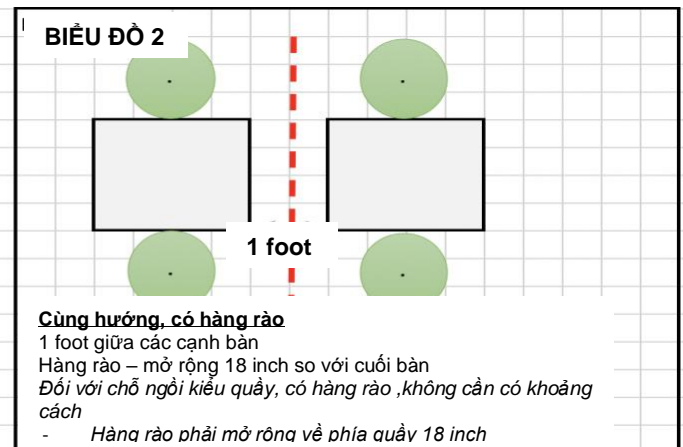 BIỂU ĐỒ 2
1 foot
Cùng hướng, có hàng rào
1 foot giữa các cạnh bàn
Hàng rào – mở rộng 18 inch so với cuối bàn
Đối với chỗ ngồi kiểu quầy, có hàng rào ,không cần có khoảng
cách
- Hàng rào phải mở rộng về phía quầy 18 inch